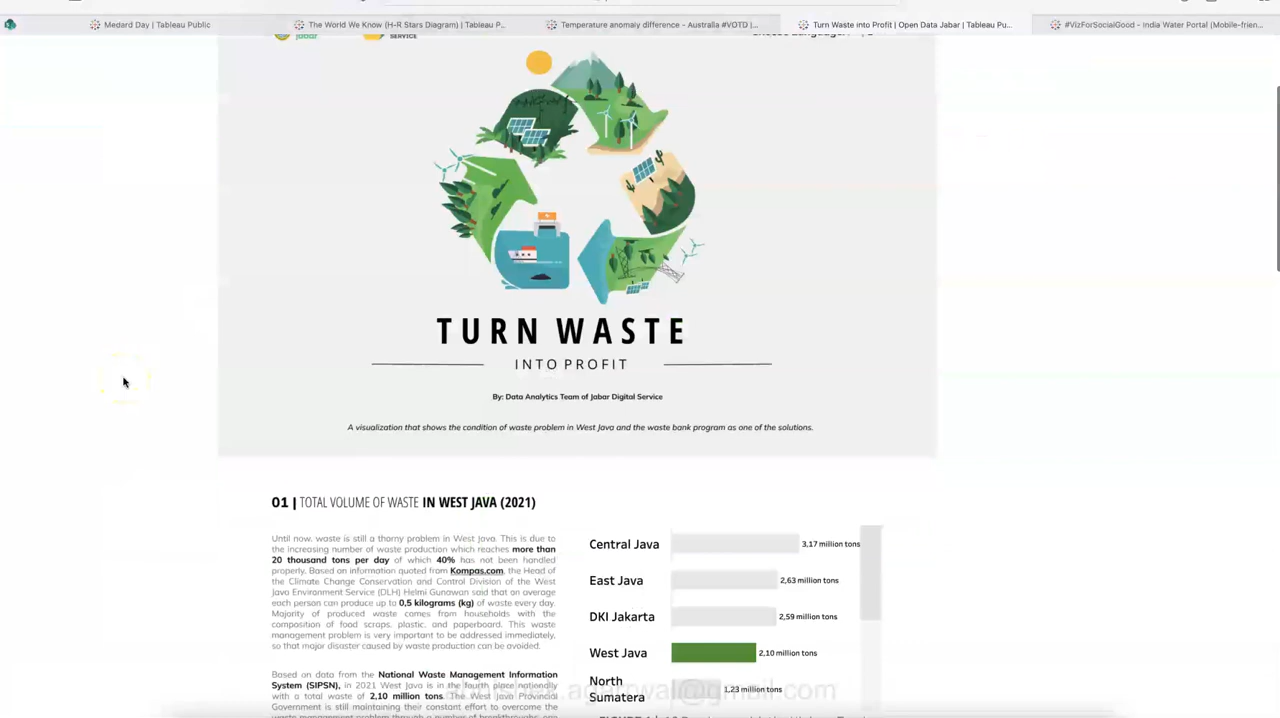 Medard Day | Tableau Public
The World We Know (H-R Stars Diagram) | Tableau P...
Temperature anomaly difference - Australia #VOTD |...
Turn Waste into Profit | Open Data Jabar | Tableau Pu...
#VizForSocialGood - India Water Portal (Mobile-frien...
jabar
SERVICE
TURN WASTE
INTO PROFIT
By: Data Analytics Team of Jabar Digital Service
A visualization that shows the condition of waste problem in West Java and the waste bank program as one of the solutions.
01 | TOTAL VOLUME OF WASTE IN WEST JAVA (2021)
Until now, waste is still a thorny problem in West Java. This is due to
the increasing number of waste production which reaches more than
20 thousand tons per day of which 40% has not been handled
properly. Based on information quoted from Kompas.com, the Head of
the Climate Change Conservation and Control Division of the West
Java Environment Service (DLH) Helmi Gunawan said that on average
each person can produce up to 0,5 kilograms (kg) of waste every day.
Majority of produced waste comes from households with the
composition of food scraps, plastic, and paperboard. This waste
management problem is very important to be addressed immediately,
so that major disaster caused by waste production can be avoided.
Based on data from the National Waste Management Information
System (SIPSN), in 2021 West Java is in the fourth place nationally
with a total waste of 2,10 million tons. The West Java Provincial
Government is still maintaining their constant effort to overcome the
Central Java 3,17 million tons
East Java 2,63 million tons
DKI Jakarta 2,59 million tons
West Java 2,10 million tons
North
Sumatera 1,23 million tons
agarwal@gmail.com